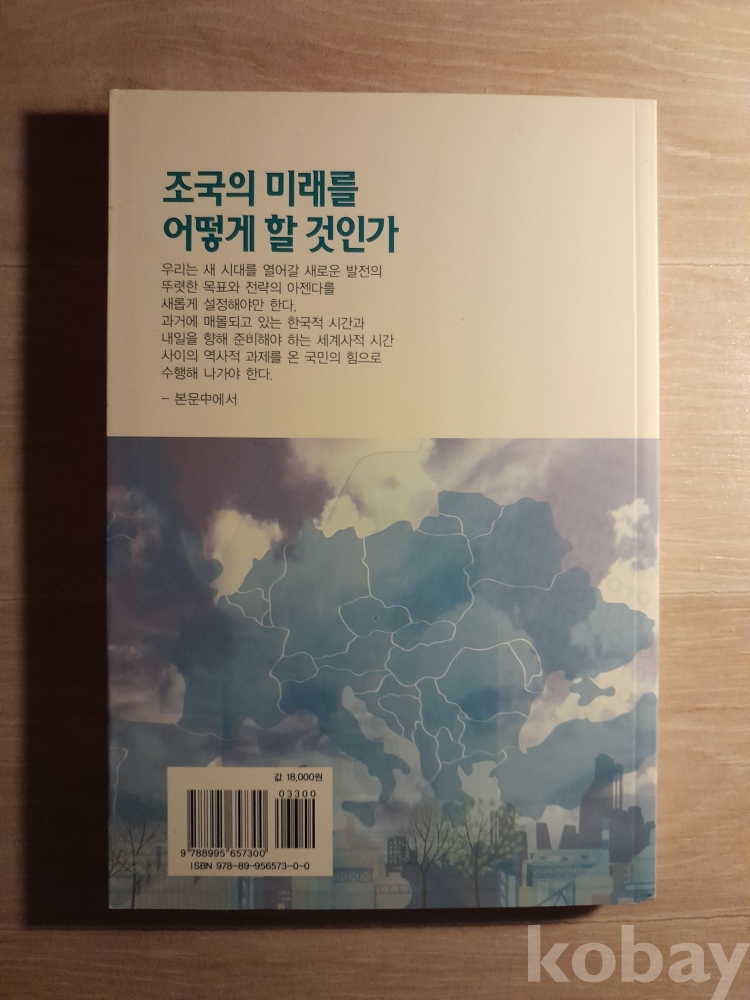 조국의 미래를
어떻게 할 것인가
우리는 새 시대를 열어갈 새로운 발전의
뚜렷한 목표와 전략의 아젠다를
새롭게 설정해야만 한다.
과거에 매몰되고 있는 한국적 시간과
내일을 향해 준비해야 하는 세계사적 시간
사이의 역사적 과제를 온 국민의 힘으로
수행해 나가야 한다.
– 본문中에서
값 18,000원
03300
9 788995 657300
ISBN 978-89-956573-0-0
kobay